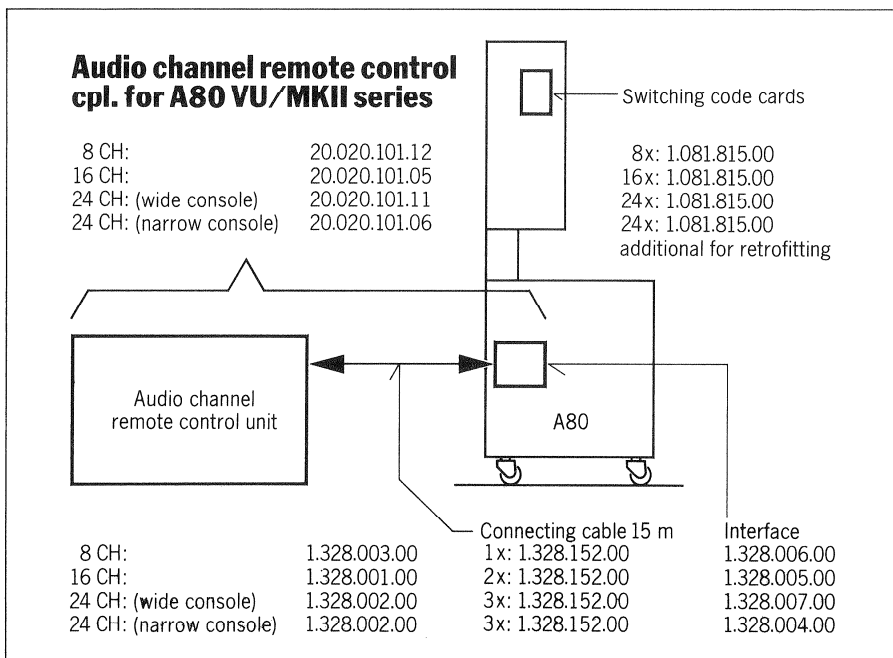 Audio channel remote control
cpl. for A80 VU/MKII series
8 CH: 20.020.101.12
16 CH: 20.020.101.05
24 CH: (wide console) 20.020.101.11
24 CH: (narrow console) 20.020.101.06
Switching code cards
8x: 1.081.815.00
16x: 1.081.815.00
24x: 1.081.815.00
24x: 1.081.815.00
additional for retrofitting
Audio channel
remote control unit
A80
Connecting cable 15 m Interface
8 CH: 1.328.003.00 1x: 1.328.152.00 1.328.006.00
16 CH: 1.328.001.00 2x: 1.328.152.00 1.328.005.00
24 CH: (wide console) 1.328.002.00 3x: 1.328.152.00 1.328.007.00
24 CH: (narrow console) 1.328.002.00 3x: 1.328.152.00 1.328.004.00